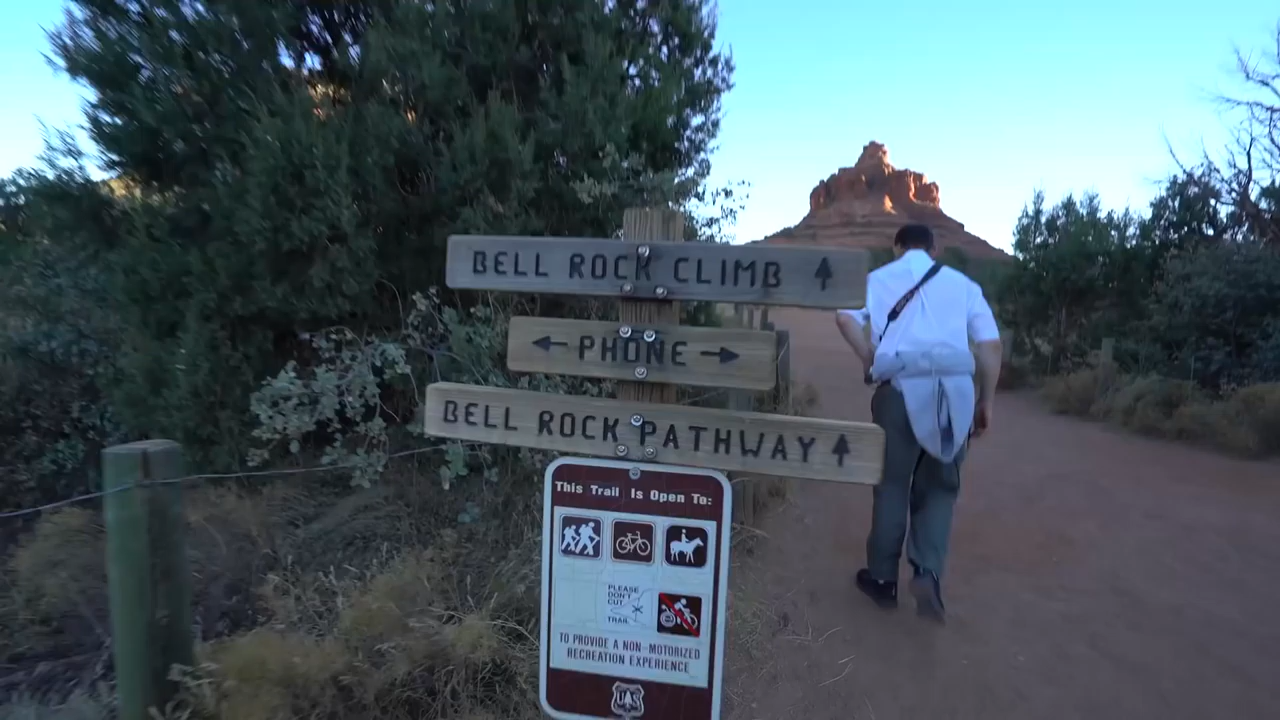 BELL ROCK CLIMB ↑
← PHONE →
BELL ROCK PATHWAY ↑
This Trail Is Open To:
PLEASE
DON'T
CUT
TRAIL
TO PROVIDE A NON-MOTORIZED
RECREATION EXPERIENCE
UAS